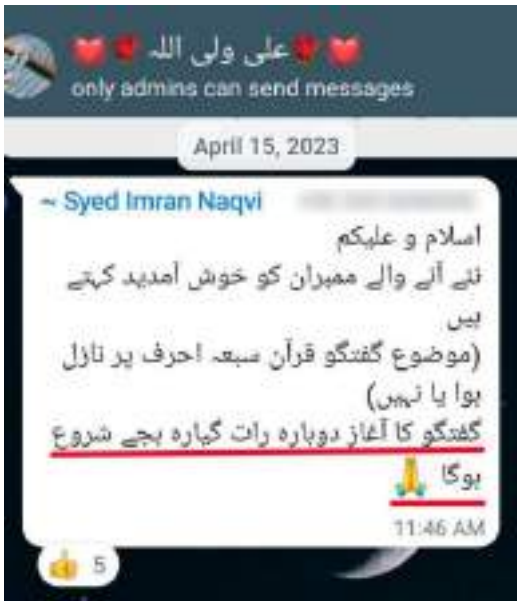 ❤️🌹علی ولی اللہ🌹❤️
only admins can send messages
April 15, 2023
~ Syed Imran Naqvi
اسلام و علیکم
نئے آنے والے ممبران کو خوش آمدید کہتے
ہیں
(موضوع گفتگو قرآن سبعہ احرف پر نازل
ہوا یا نہیں)
گفتگو کا آغاز دوبارہ رات گیارہ بجے شروع
ہوگا 🙏
11:46 AM
👍 5